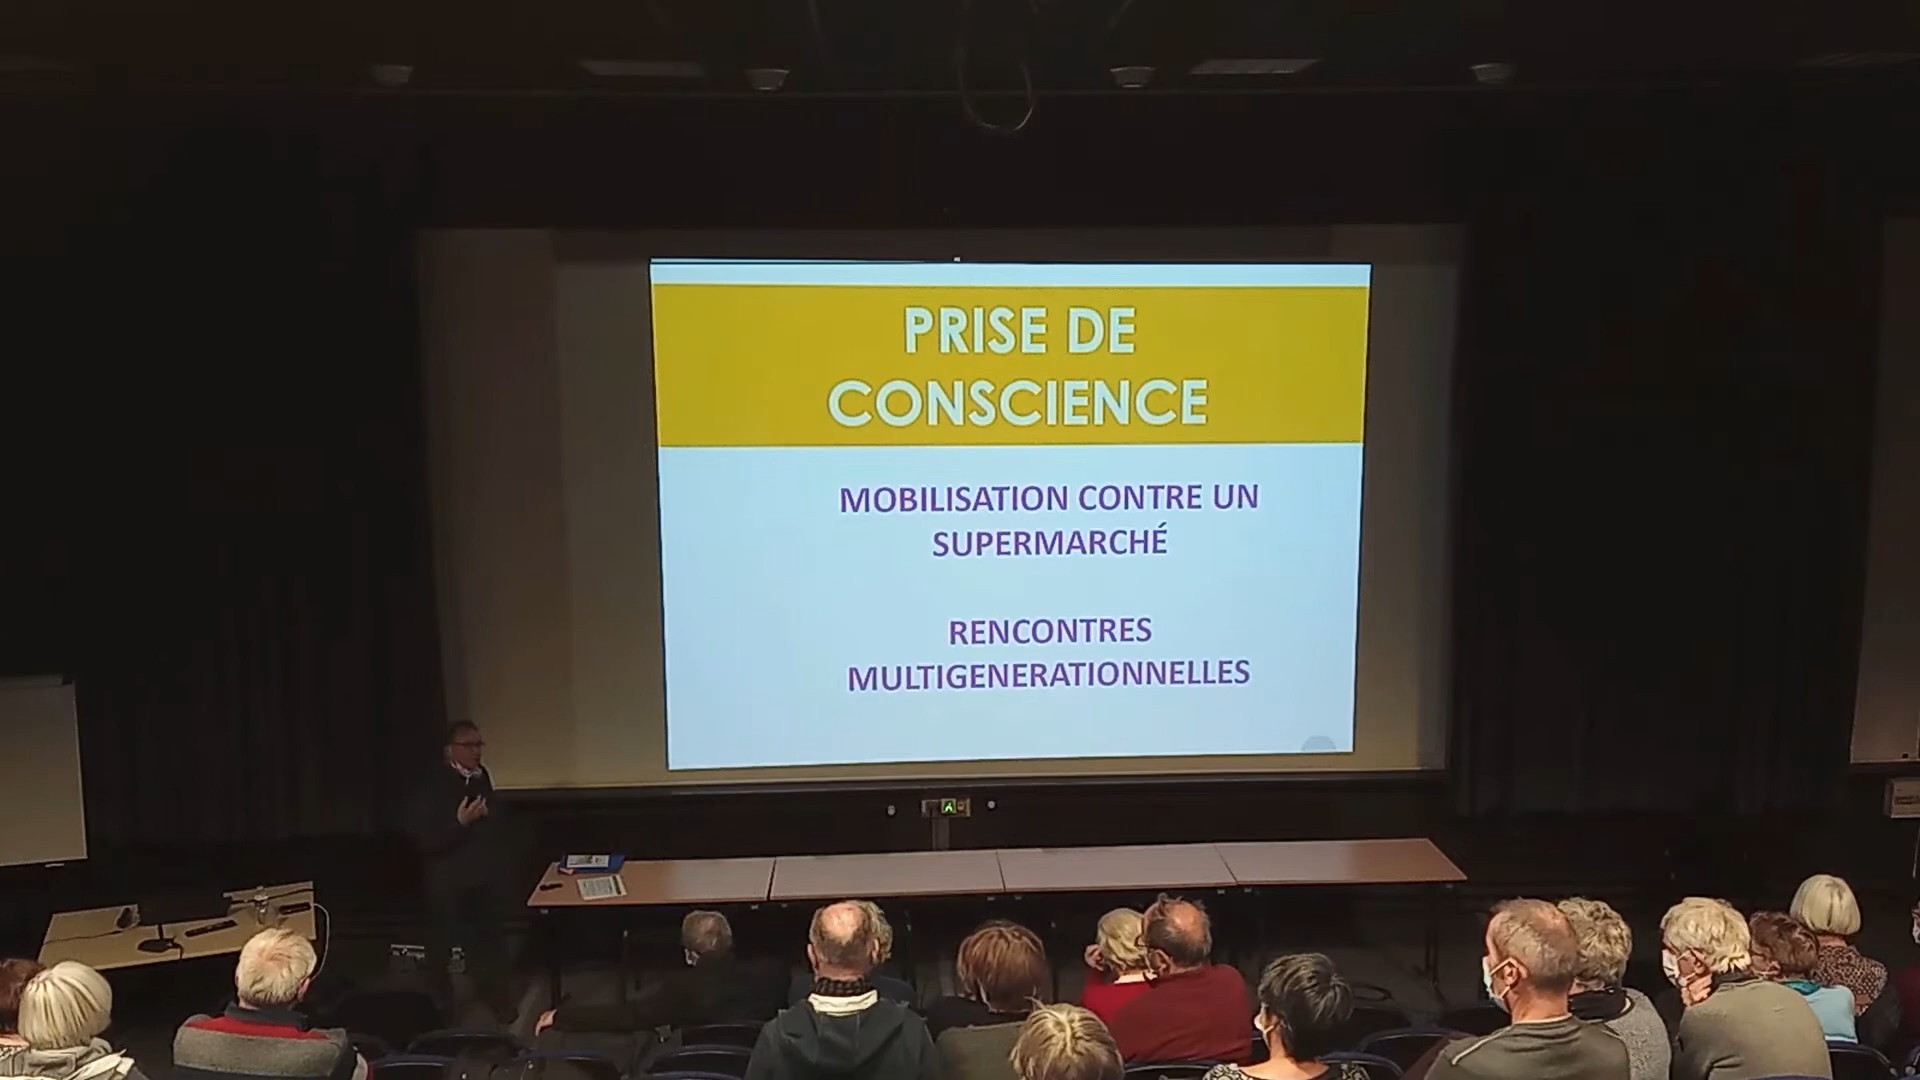 PRISE DE
CONSCIENCE
MOBILISATION CONTRE UN
SUPERMARCHÉ
RENCONTRES
MULTIGENERATIONNELLES